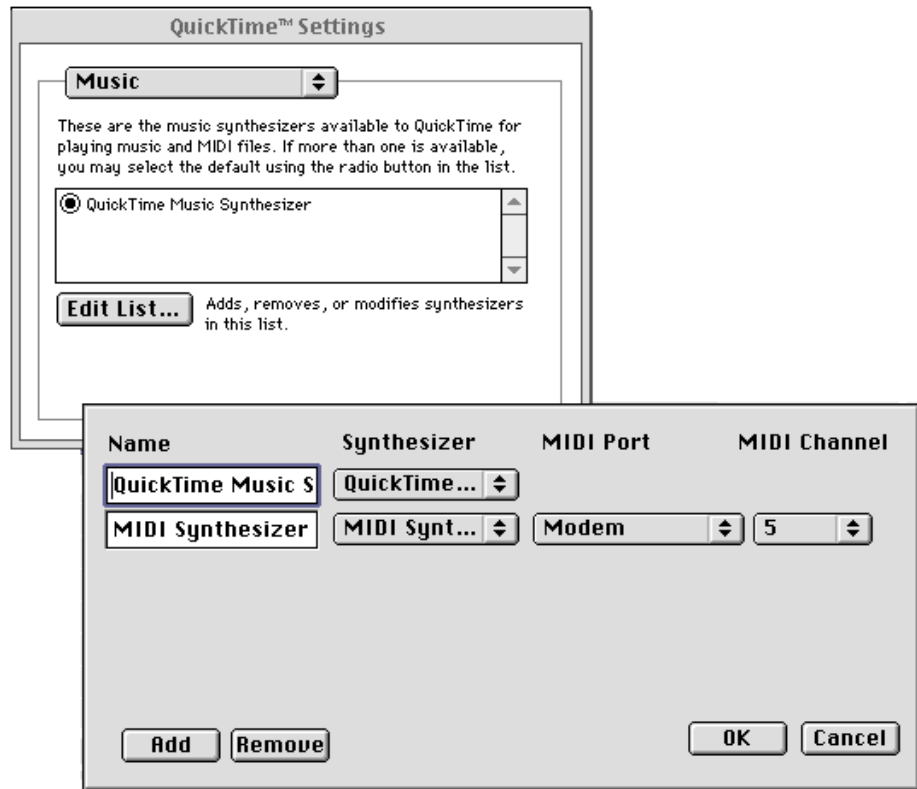 QuickTime™ Settings
Music
These are the music synthesizers available to QuickTime for
playing music and MIDI files. If more than one is available,
you may select the default using the radio button in the list.
QuickTime Music Synthesizer
Edit List...
Adds, removes, or modifies synthesizers
in this list.
Name Synthesizer MIDI Port MIDI Channel
QuickTime Music S QuickTime...
MIDI Synthesizer MIDI Synt... Modem 5
Add Remove OK Cancel